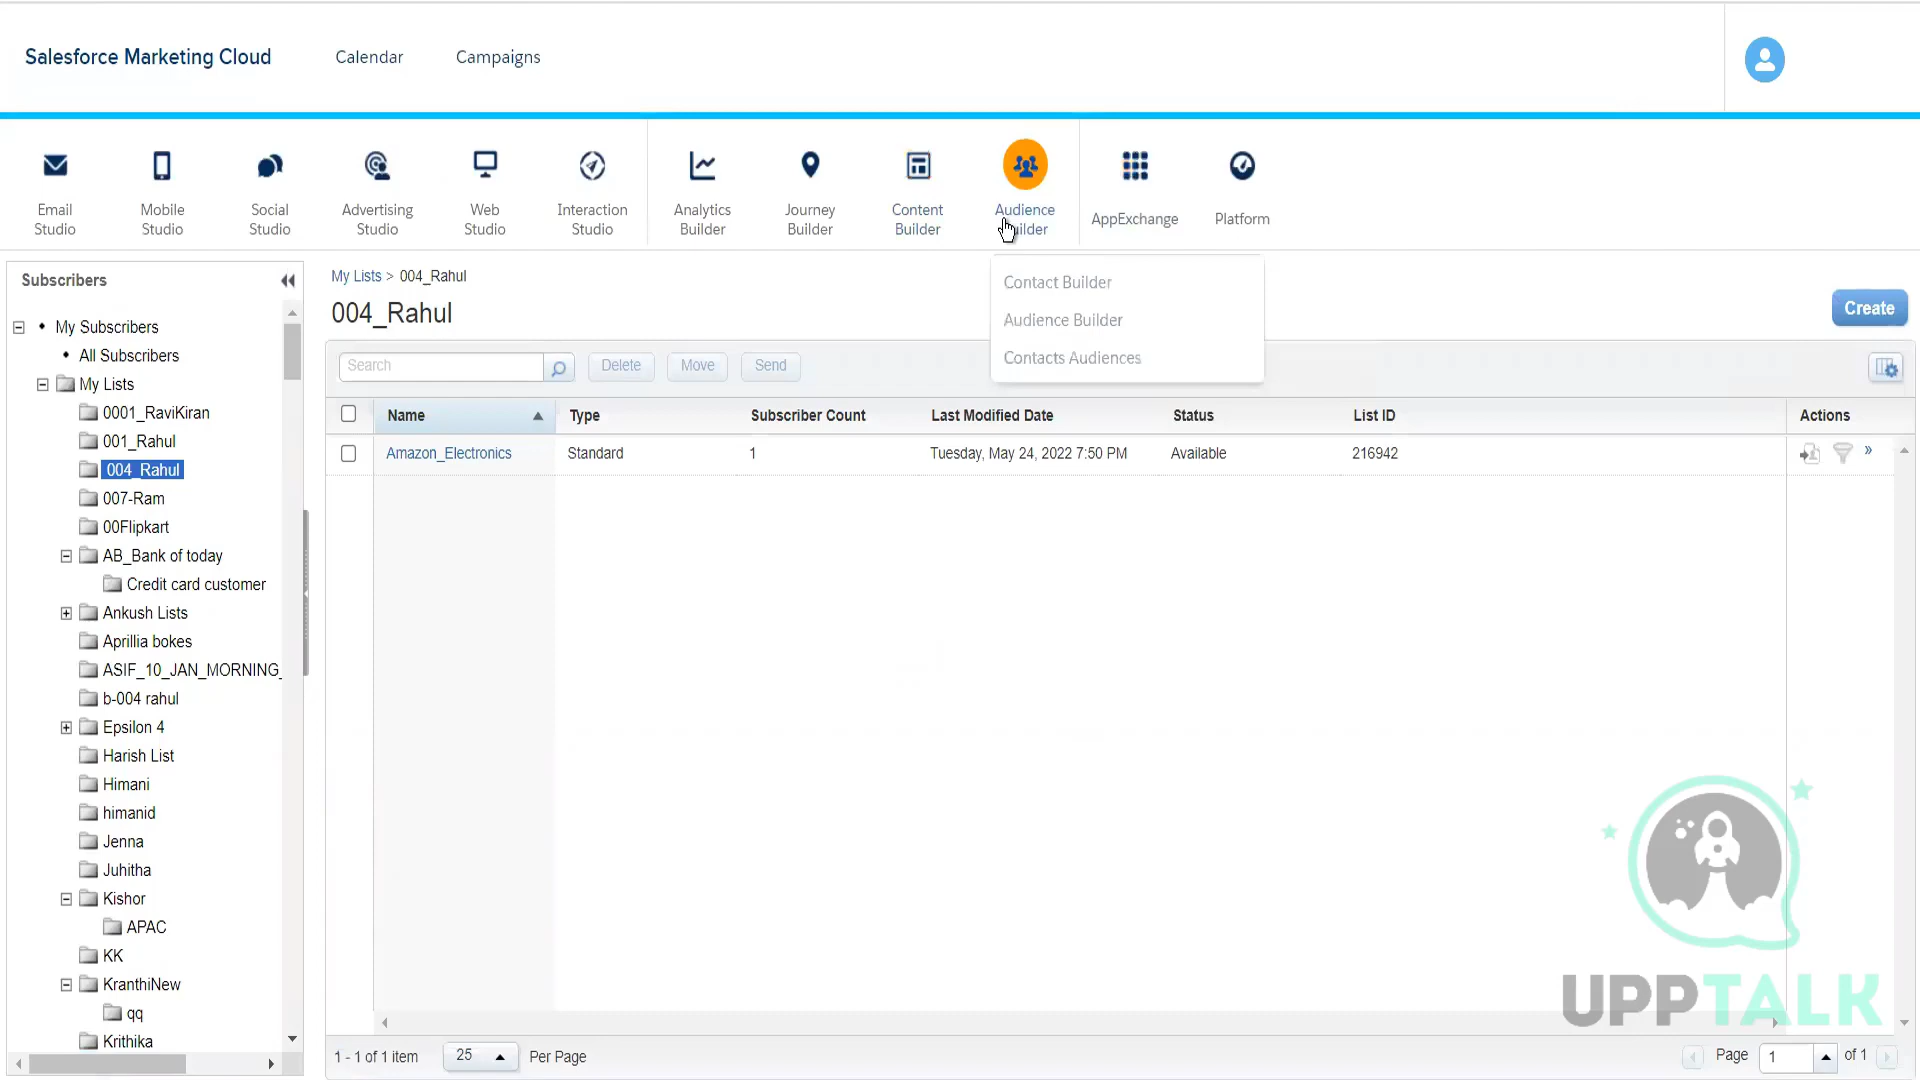 Salesforce Marketing Cloud
Calendar
Campaigns
Email
Studio
Mobile
Studio
Social
Studio
Advertising
Studio
Web
Studio
Interaction
Studio
Analytics
Builder
Journey
Builder
Content
Builder
Audience
Builder
AppExchange
Platform
Contact Builder
Audience Builder
Contacts Audiences
Subscribers
My Subscribers
All Subscribers
My Lists
0001_RaviKiran
001_Rahul
004_Rahul
007-Ram
00Flipkart
AB_Bank of today
Credit card customer
Ankush Lists
Aprillia bokes
ASIF_10_JAN_MORNING_
b-004 rahul
Epsilon 4
Harish List
Himani
himanid
Jenna
Juhitha
Kishor
APAC
KK
KranthiNew
qq
Krithika
My Lists > 004_Rahul
004_Rahul
Create
Search
Delete
Move
Send
Name Type Subscriber Count Last Modified Date Status List ID Actions
Amazon_Electronics Standard 1 Tuesday, May 24, 2022 7:50 PM Available 216942 »
1 - 1 of 1 item 25 Per Page
Page 1 of 1
UPPTALK